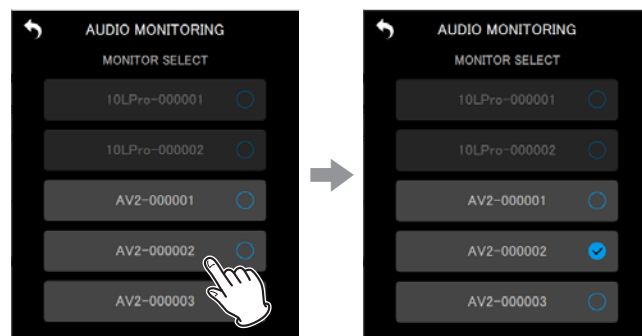 AUDIO MONITORING
MONITOR SELECT
10LPro-000001
10LPro-000002
AV2-000001
AV2-000002
AV2-000003
AUDIO MONITORING
MONITOR SELECT
10LPro-000001
10LPro-000002
AV2-000001
AV2-000002
AV2-000003